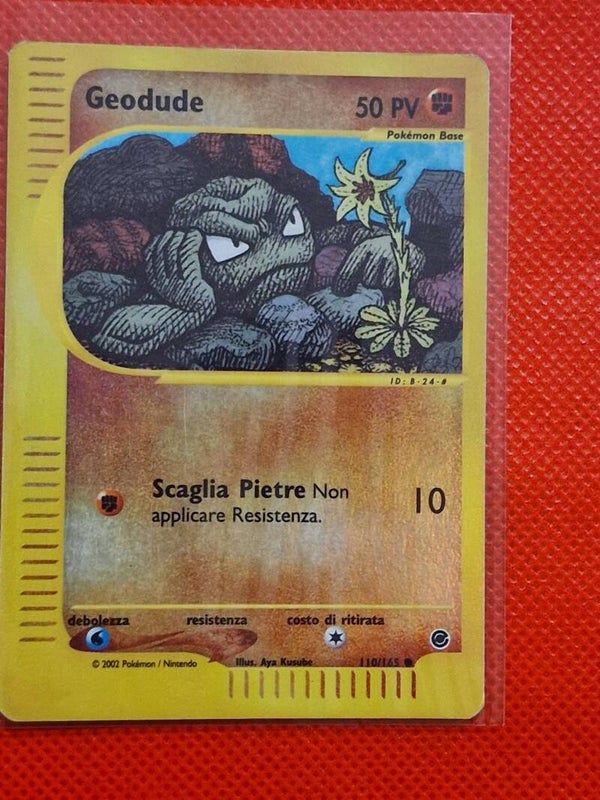 Geodude 50 PV
Pokémon Base
ID: B-24-#
Scaglia Pietre Non 10
applicare Resistenza.
debolezza resistenza costo di ritirata
© 2002 Pokémon / Nintendo Illus. Aya Kusube 110/165